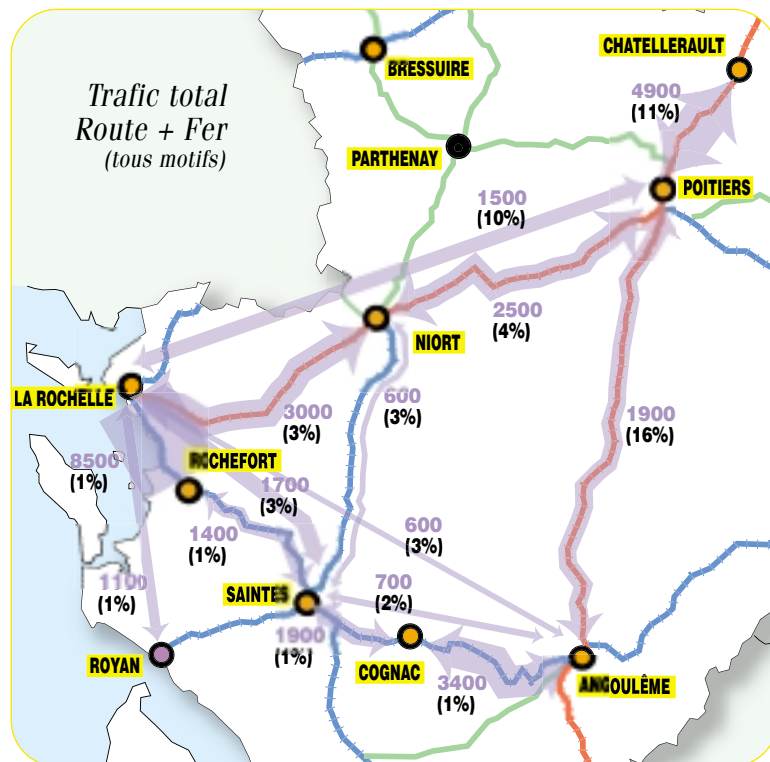 CHATELLERAULT
BRESSUIRE
Trafic total
Route + Fer
(tous motifs)
4900
(11%)
PARTHENAY
POITIERS
1500
(10%)
2500
(4%)
NIORT
LA ROCHELLE
600
(3%)
3000
(3%)
1900
(16%)
8500
(1%)
ROCHEFORT
1700
(3%)
1400
(1%)
600
(3%)
1100
(1%)
700
(2%)
SAINTES
1900
(1%)
ROYAN
COGNAC
3400
(1%)
ANGOULÊME